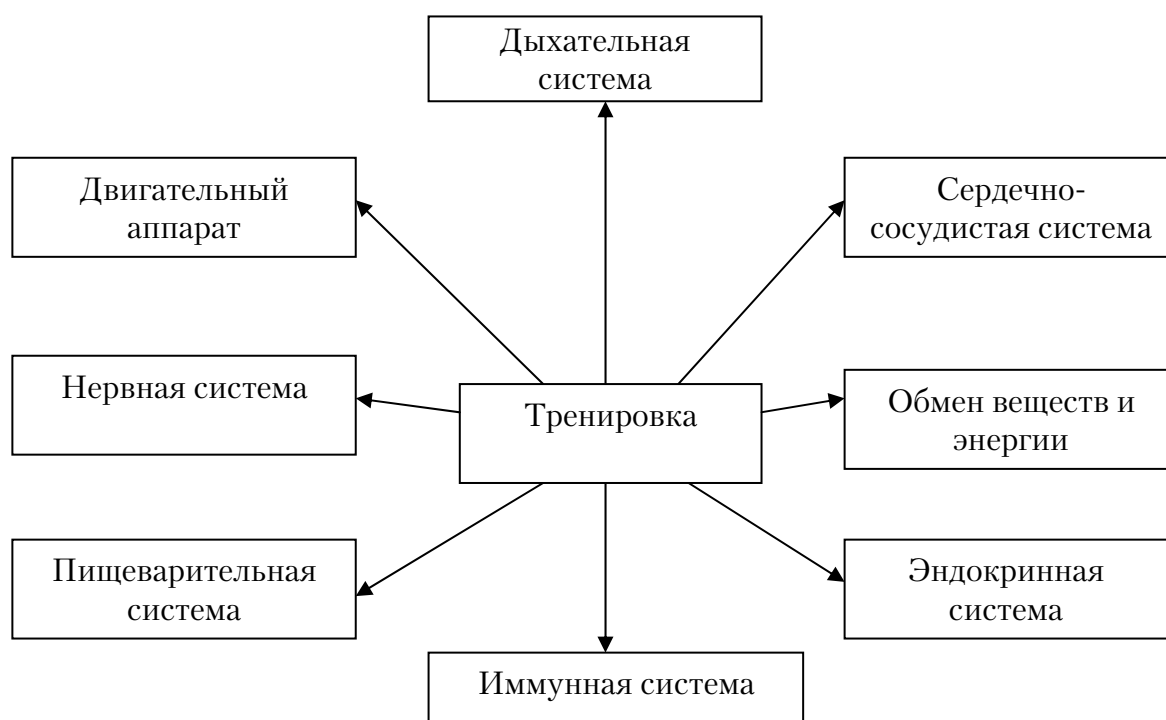 Дыхательная
система
Двигательный
аппарат
Сердечно-
сосудистая система
Нервная система
Тренировка
Обмен веществ и
энергии
Пищеварительная
система
Эндокринная
система
Иммунная система